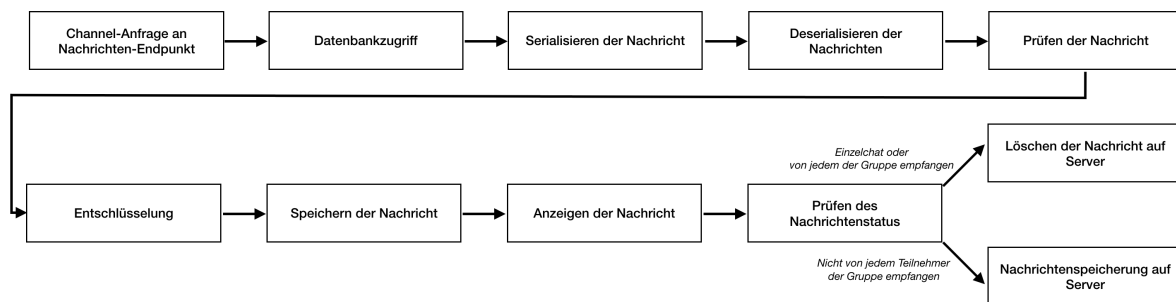 Channel-Anfrage an
Nachrichten-Endpunkt
Datenbankzugriff
Serialisieren der Nachricht
Deserialisieren der
Nachrichten
Prüfen der Nachricht
Entschlüsselung
Speichern der Nachricht
Anzeigen der Nachricht
Prüfen des
Nachrichtenstatus
Einzelchat oder
von jedem der Gruppe empfangen
Löschen der Nachricht auf
Server
Nicht von jedem Teilnehmer
der Gruppe empfangen
Nachrichtenspeicherung auf
Server